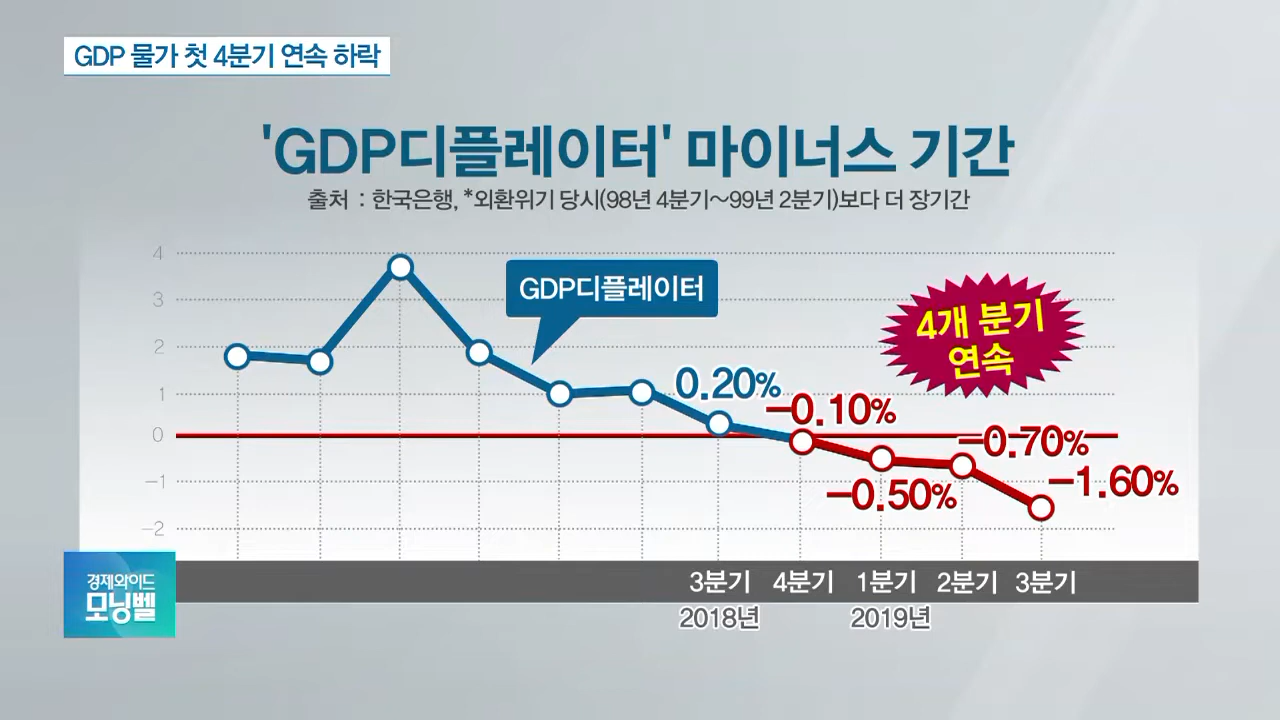 GDP 물가 첫 4분기 연속 하락
'GDP디플레이터' 마이너스 기간
출처 : 한국은행, *외환위기 당시(98년 4분기~99년 2분기)보다 더 장기간
4
3
2
1
0
-1
-2
GDP디플레이터
4개 분기
연속
0.20%
-0.10%
-0.50%
-0.70%
-1.60%
3분기 4분기 1분기 2분기 3분기
2018년 2019년
경제와이드
모닝벨